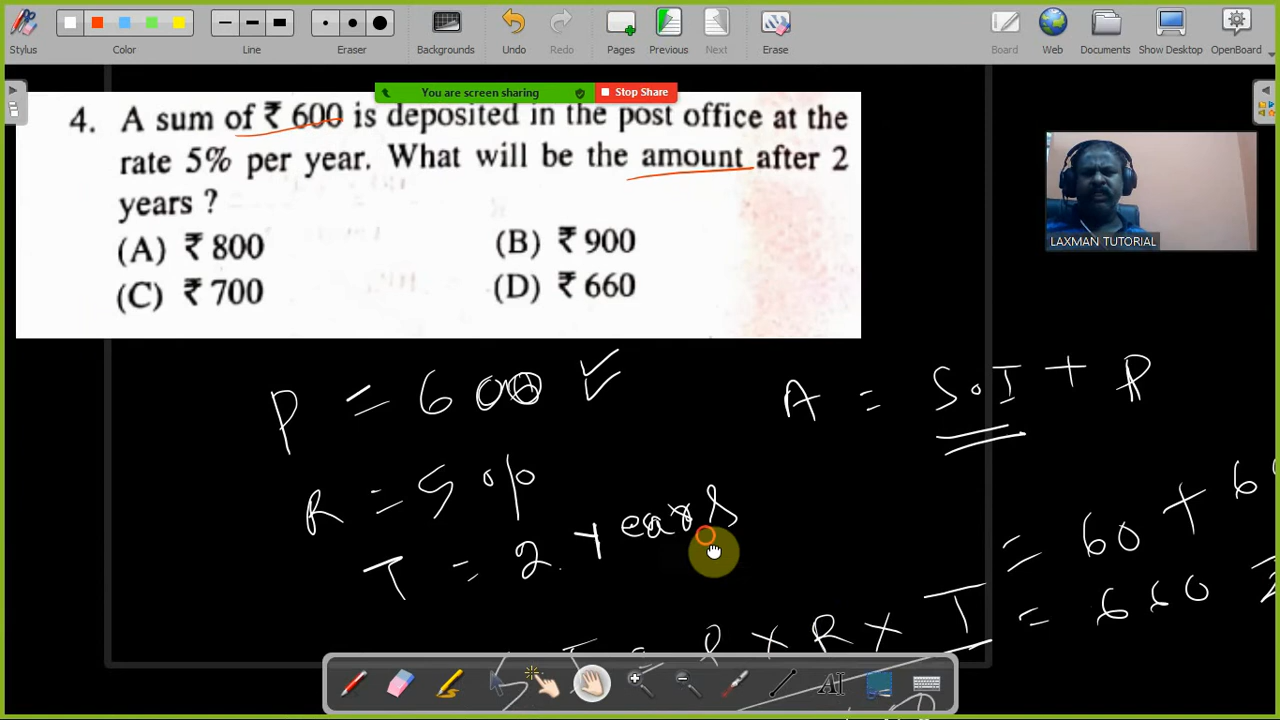 Stylus Color Line Eraser Backgrounds Undo Redo Pages Previous Next Erase Board Web Documents Show Desktop OpenBoard
You are screen sharing Stop Share
4. A sum of ₹ 600 is deposited in the post office at the
rate 5% per year. What will be the amount after 2
years ?
(A) ₹ 800 (B) ₹ 900
(C) ₹ 700 (D) ₹ 660
LAXMAN TUTORIAL
P = 600
A = S.I + P
R = 5%
= 60 + 60
T = 2 years
= P x R x T
= 660
AI